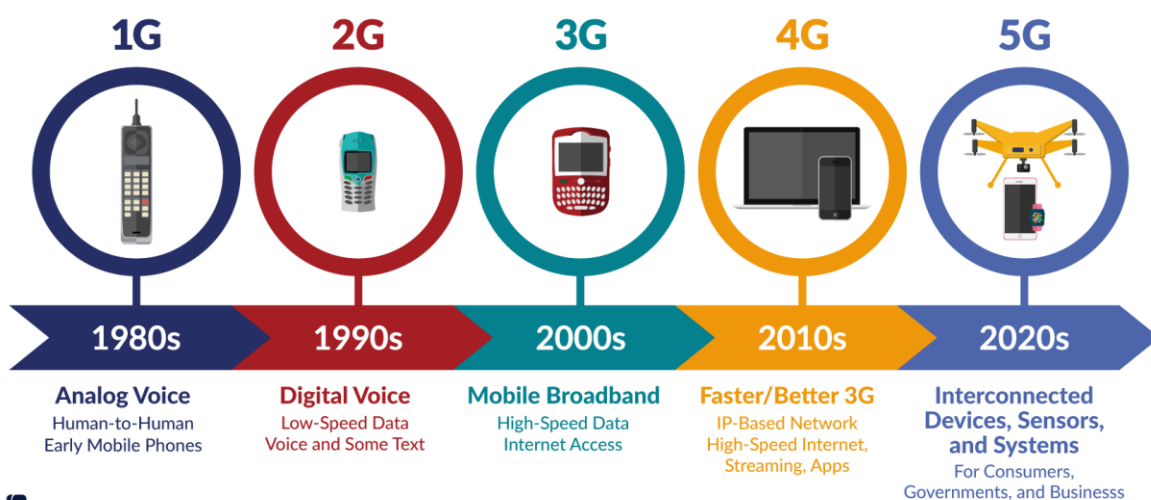 1G
2G
3G
4G
5G
1980s
1990s
2000s
2010s
2020s
Analog Voice
Human-to-Human
Early Mobile Phones
Digital Voice
Low-Speed Data
Voice and Some Text
Mobile Broadband
High-Speed Data
Internet Access
Faster/Better 3G
IP-Based Network
High-Speed Internet,
Streaming, Apps
Interconnected
Devices, Sensors,
and Systems
For Consumers,
Governments, and Businesss